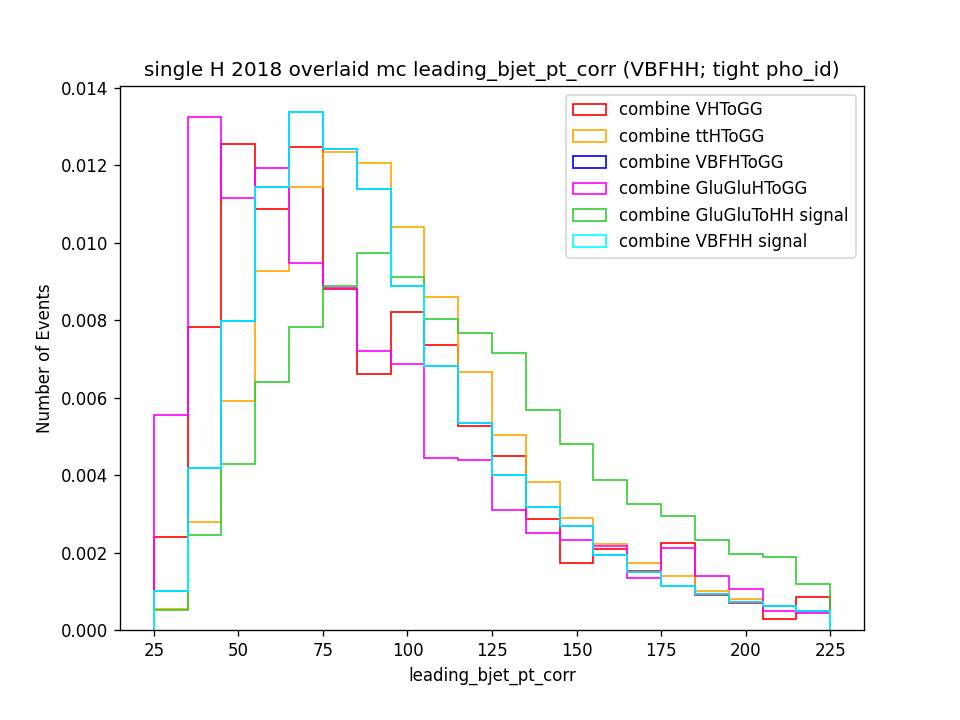 single H 2018 overlaid mc leading_bjet_pt_corr (VBFHH; tight pho_id)
combine VHToGG
combine ttHToGG
combine VBFHToGG
combine GluGluHToGG
combine GluGluToHH signal
combine VBFHH signal
Number of Events
0.014
0.012
0.010
0.008
0.006
0.004
0.002
0.000
25 50 75 100 125 150 175 200 225
leading_bjet_pt_corr